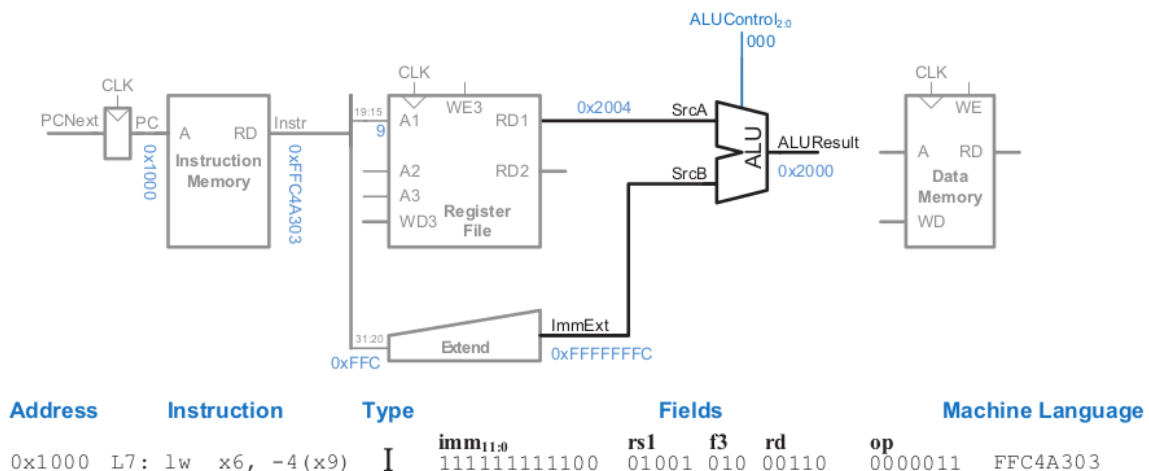 ALUControl2:0
000
CLK
CLK
CLK
PCNext
PC
A
RD
Instr
Instruction
Memory
0x1000
0xFFC4A303
19:15
9
A1
WE3
RD1
0x2004
SrcA
A2
RD2
A3
WD3
Register
File
SrcB
ALU
ALUResult
0x2000
WE
A
RD
Data
Memory
WD
31:20
0xFFC
Extend
ImmExt
0xFFFFFFFC
Address Instruction Type Fields Machine Language
imm11:0 rs1 f3 rd op
0x1000 L7: lw x6, -4(x9) I 111111111100 01001 010 00110 0000011 FFC4A303